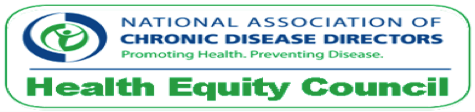 NATIONAL ASSOCIATION OF
CHRONIC DISEASE DIRECTORS
Promoting Health. Preventing Disease.
Health Equity Council